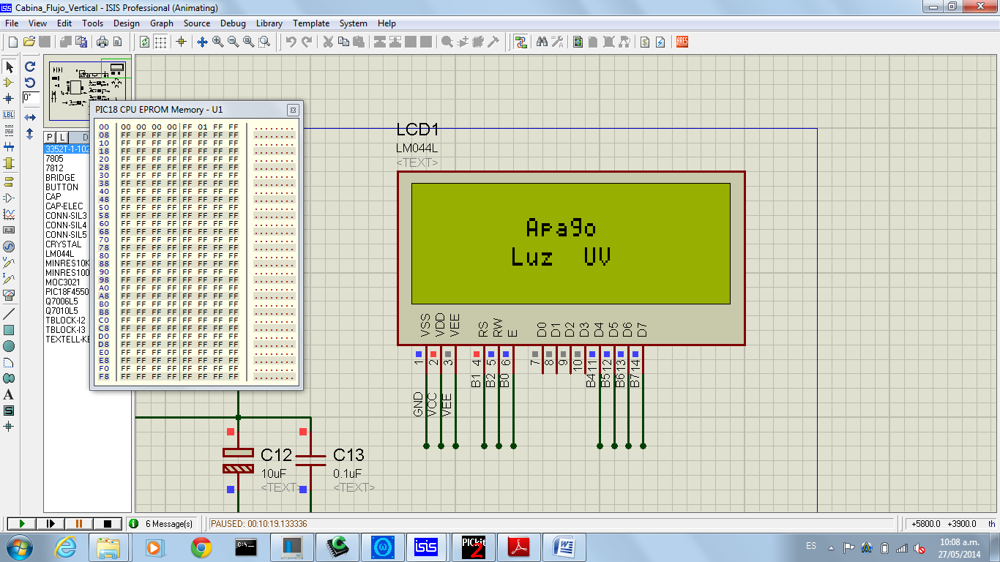 Cabina_Flujo_Vertical - ISIS Professional (Animating)
File View Edit Tools Design Graph Source Debug Library Template System Help
ARES
0°
LBL
P L D
3352T-1-102
7805
7812
BRIDGE
BUTTON
CAP
CAP-ELEC
CONN-SIL3
CONN-SIL4
CONN-SIL5
CRYSTAL
LM044L
MINRES10K
MINRES100
MOC3021
PIC18F4550
Q7006L5
Q7010L5
TBLOCK-I2
TBLOCK-I3
TEXTELL-KE
PIC18 CPU EPROM Memory - U1
00 00 00 00 00 FF 01 FF FF ........
08 FF FF FF FF FF FF FF FF ........
10 FF FF FF FF FF FF FF FF ........
18 FF FF FF FF FF FF FF FF ........
20 FF FF FF FF FF FF FF FF ........
28 FF FF FF FF FF FF FF FF ........
30 FF FF FF FF FF FF FF FF ........
38 FF FF FF FF FF FF FF FF ........
40 FF FF FF FF FF FF FF FF ........
48 FF FF FF FF FF FF FF FF ........
50 FF FF FF FF FF FF FF FF ........
58 FF FF FF FF FF FF FF FF ........
60 FF FF FF FF FF FF FF FF ........
68 FF FF FF FF FF FF FF FF ........
70 FF FF FF FF FF FF FF FF ........
78 FF FF FF FF FF FF FF FF ........
80 FF FF FF FF FF FF FF FF ........
88 FF FF FF FF FF FF FF FF ........
90 FF FF FF FF FF FF FF FF ........
98 FF FF FF FF FF FF FF FF ........
A0 FF FF FF FF FF FF FF FF ........
A8 FF FF FF FF FF FF FF FF ........
B0 FF FF FF FF FF FF FF FF ........
B8 FF FF FF FF FF FF FF FF ........
C0 FF FF FF FF FF FF FF FF ........
C8 FF FF FF FF FF FF FF FF ........
D0 FF FF FF FF FF FF FF FF ........
D8 FF FF FF FF FF FF FF FF ........
E0 FF FF FF FF FF FF FF FF ........
E8 FF FF FF FF FF FF FF FF ........
F0 FF FF FF FF FF FF FF FF ........
F8 FF FF FF FF FF FF FF FF ........
LCD1
LM044L
<TEXT>
Apago
Luz UV
VSS VDD VEE RS RW E D0 D1 D2 D3 D4 D5 D6 D7
1 2 3 4 5 6 7 8 9 10 11 12 13 14
B1 B2 B0 B4 B5 B6 B7
GND VCC VEE
C12
10uF
<TEXT>
C13
0.1uF
<TEXT>
6 Message(s)
PAUSED: 00:10:19.133336
+5800.0 +3900.0 th
C:\
isis
PICkit
2
ES
10:08 a.m.
27/05/2014